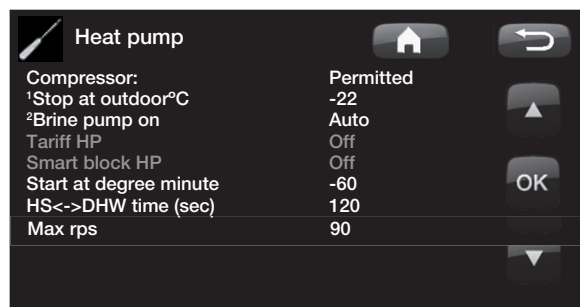 Heat pump
Compressor: Permitted
¹Stop at outdoorºC -22
²Brine pump on Auto
Tariff HP Off
Smart block HP Off
Start at degree minute -60
HS<->DHW time (sec) 120
Max rps 90
OK